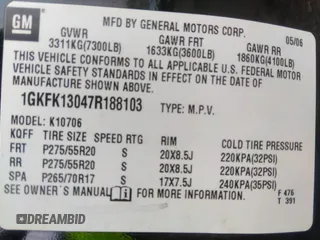 GM
MFD BY GENERAL MOTORS CORP.
GVWR GAWR FRT GAWR RR 05/06
3311KG(7300LB) 1633KG(3600LB) 1860KG(4100LB)
THIS VEHICLE CONFORMS TO ALL APPLICABLE U.S. FEDERAL MOTOR
VEHICLE SAFETY STANDARDS IN EFFECT ON THE DATE OF
MANUFACTURE SHOWN ABOVE.
1GKFK13047R188103 TYPE: M.P.V.
MODEL: K10706
KQFF TIRE SIZE SPEED RTG RIM COLD TIRE PRESSURE
FRT P275/55R20 S 20X8.5J 220KPA(32PSI)
RR P275/55R20 S 20X8.5J 220KPA(32PSI)
SPA P265/70R17 S 17X7.5J 240KPA(35PSI)
SEE OWNER'S MANUAL FOR MORE INFORMATION.
F 476
T 391
DREAMBID